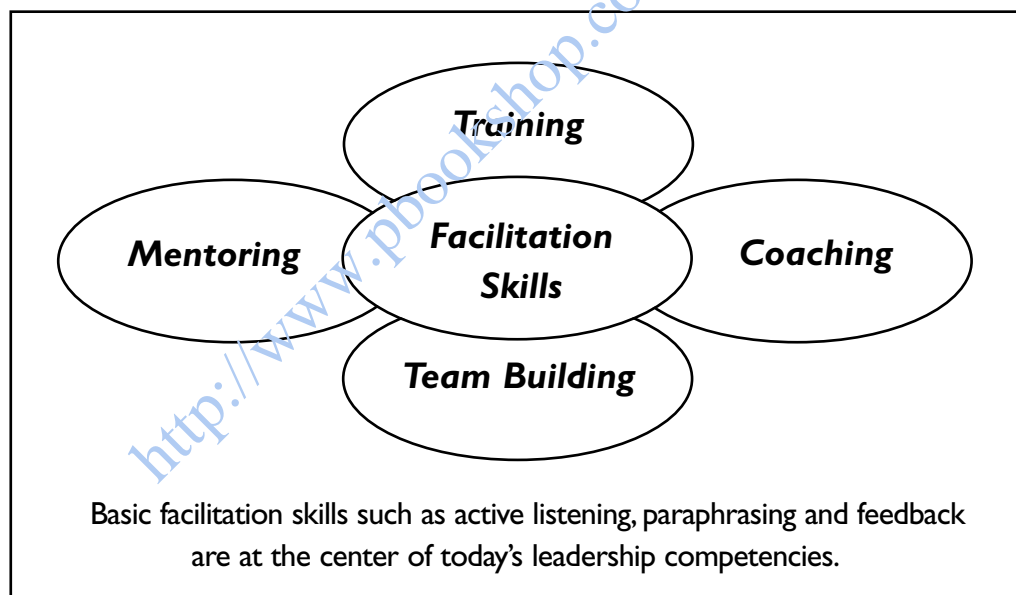 Training
Mentoring
Facilitation
Skills
Coaching
Team Building
Basic facilitation skills such as active listening, paraphrasing and feedback
are at the center of today's leadership competencies.
http://www.pbookshop.co